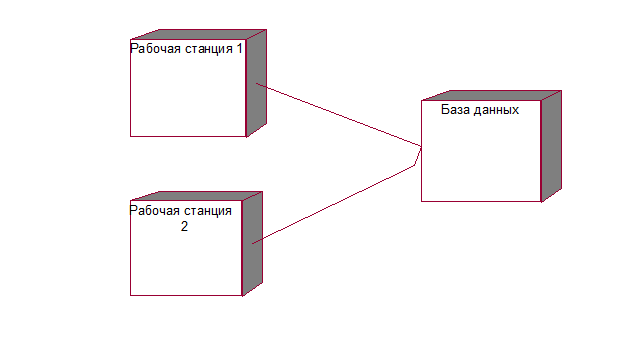 Рабочая станция 1
База данных
Рабочая станция
2